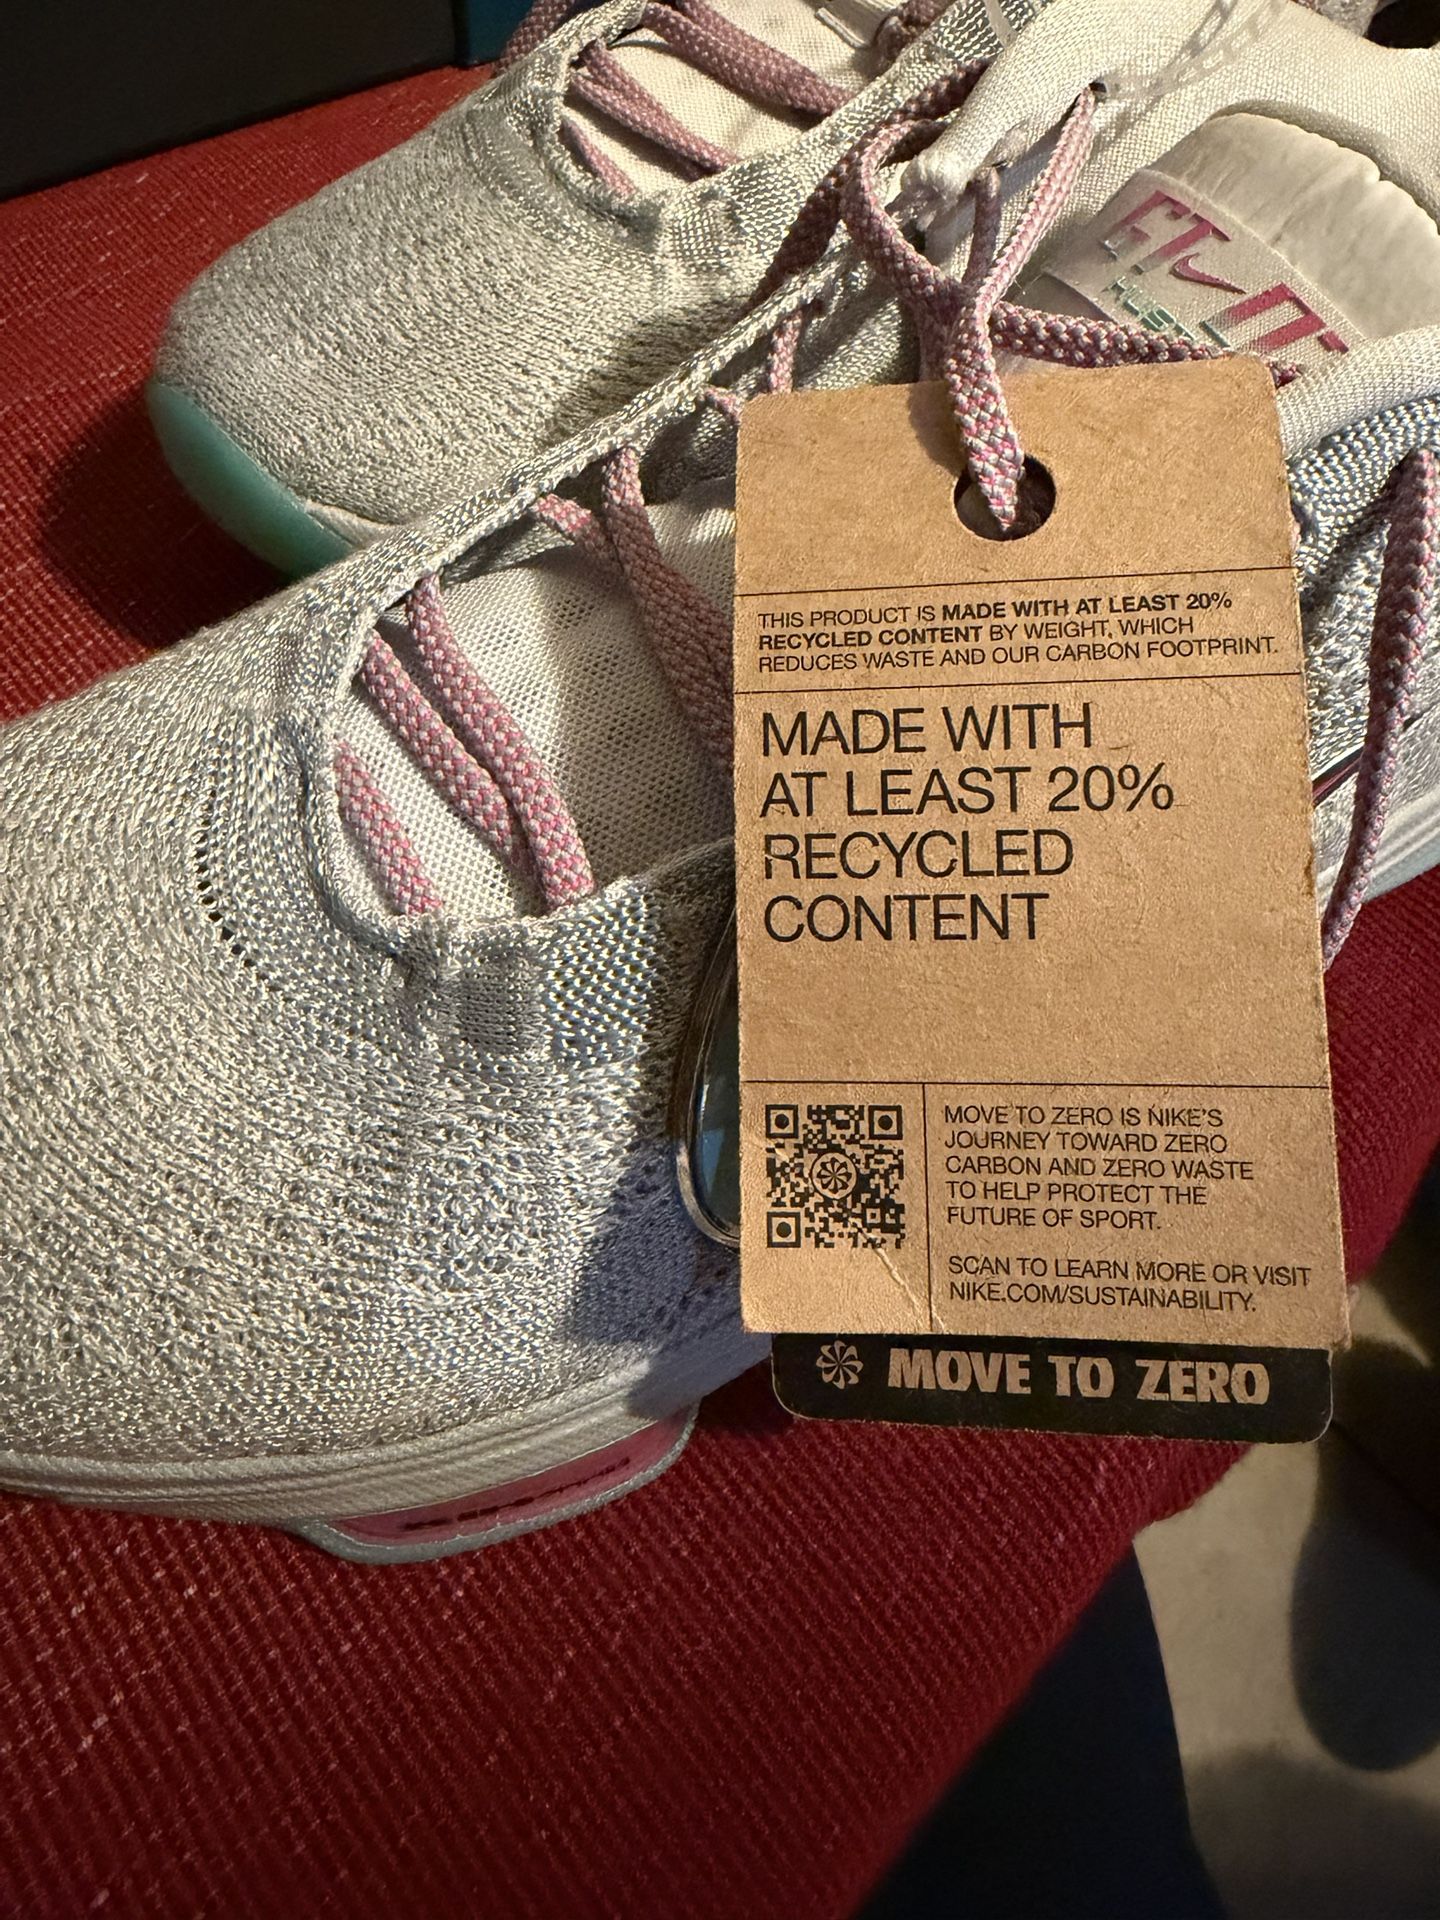 THIS PRODUCT IS MADE WITH AT LEAST 20%
RECYCLED CONTENT BY WEIGHT, WHICH
REDUCES WASTE AND OUR CARBON FOOTPRINT.
MADE WITH
AT LEAST 20%
RECYCLED
CONTENT
MOVE TO ZERO IS NIKE'S
JOURNEY TOWARD ZERO
CARBON AND ZERO WASTE
TO HELP PROTECT THE
FUTURE OF SPORT.
SCAN TO LEARN MORE OR VISIT
NIKE.COM/SUSTAINABILITY.
MOVE TO ZERO